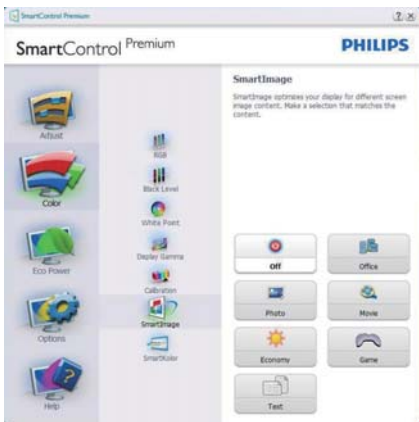 SmartControl Premium
SmartControl Premium
PHILIPS
Adjust
Color
Eco Power
Options
Help
RGB
Black Level
White Point
Display Gamma
Calibration
SmartImage
SmartKolor
SmartImage
SmartImage optimizes your display for different screen
image content. Make a selection that matches the
content.
Off
Office
Photo
Movie
Economy
Game
Text